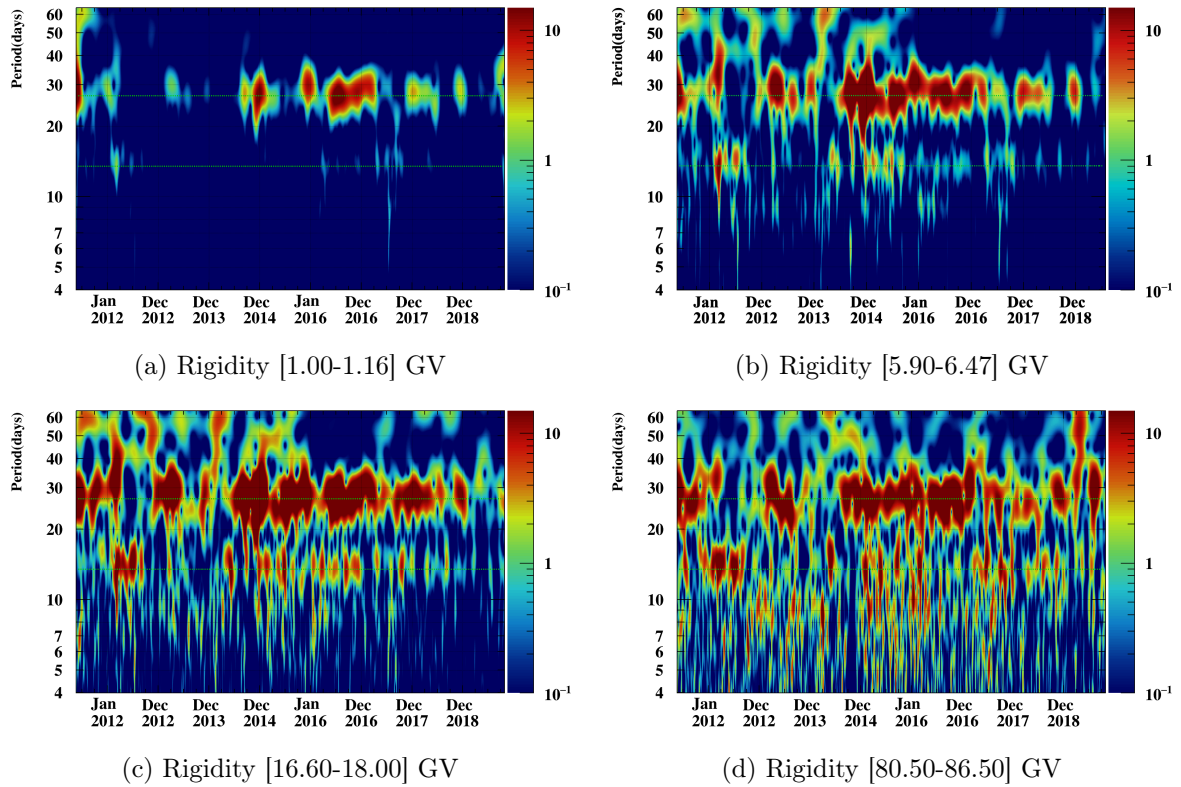 Period(days)
60
50
40
30
20
10
7
6
5
4
Jan 2012
Dec 2012
Dec 2013
Dec 2014
Jan 2016
Dec 2016
Dec 2017
Dec 2018
10
1
10⁻¹
(a) Rigidity [1.00-1.16] GV
Period(days)
60
50
40
30
20
10
7
6
5
4
Jan 2012
Dec 2012
Dec 2013
Dec 2014
Jan 2016
Dec 2016
Dec 2017
Dec 2018
10
1
10⁻¹
(b) Rigidity [5.90-6.47] GV
Period(days)
60
50
40
30
20
10
7
6
5
4
Jan 2012
Dec 2012
Dec 2013
Dec 2014
Jan 2016
Dec 2016
Dec 2017
Dec 2018
10
1
10⁻¹
(c) Rigidity [16.60-18.00] GV
Period(days)
60
50
40
30
20
10
7
6
5
4
Jan 2012
Dec 2012
Dec 2013
Dec 2014
Jan 2016
Dec 2016
Dec 2017
Dec 2018
10
1
10⁻¹
(d) Rigidity [80.50-86.50] GV